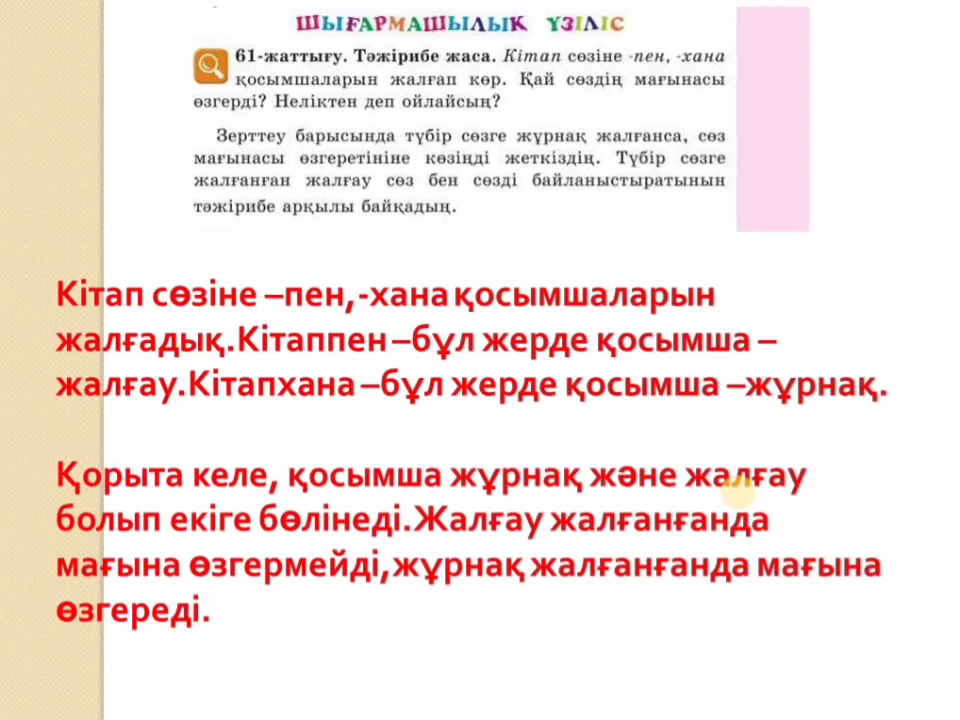 ШЫҒАРМАШЫЛЫҚ ҮЗІЛІС
61-жаттығу. Тәжірибе жаса. Кітап сөзіне -пен, -хана
қосымшаларын жалғап көр. Қай сөздің мағынасы
өзгерді? Неліктен деп ойлайсың?
Зерттеу барысында түбір сөзге жұрнақ жалғанса, сөз
мағынасы өзгеретініне көзіңді жеткіздің. Түбір сөзге
жалғанған жалғау сөз бен сөзді байланыстыратынын
тәжірибе арқылы байқадың.
Кітап сөзіне –пен,-хана қосымшаларын
жалғадық.Кітаппен –бұл жерде қосымша –
жалғау.Кітапхана –бұл жерде қосымша –жұрнақ.
Қорыта келе, қосымша жұрнақ және жалғау
болып екіге бөлінеді.Жалғау жалғанғанда
мағына өзгермейді,жұрнақ жалғанғанда мағына
өзгереді.